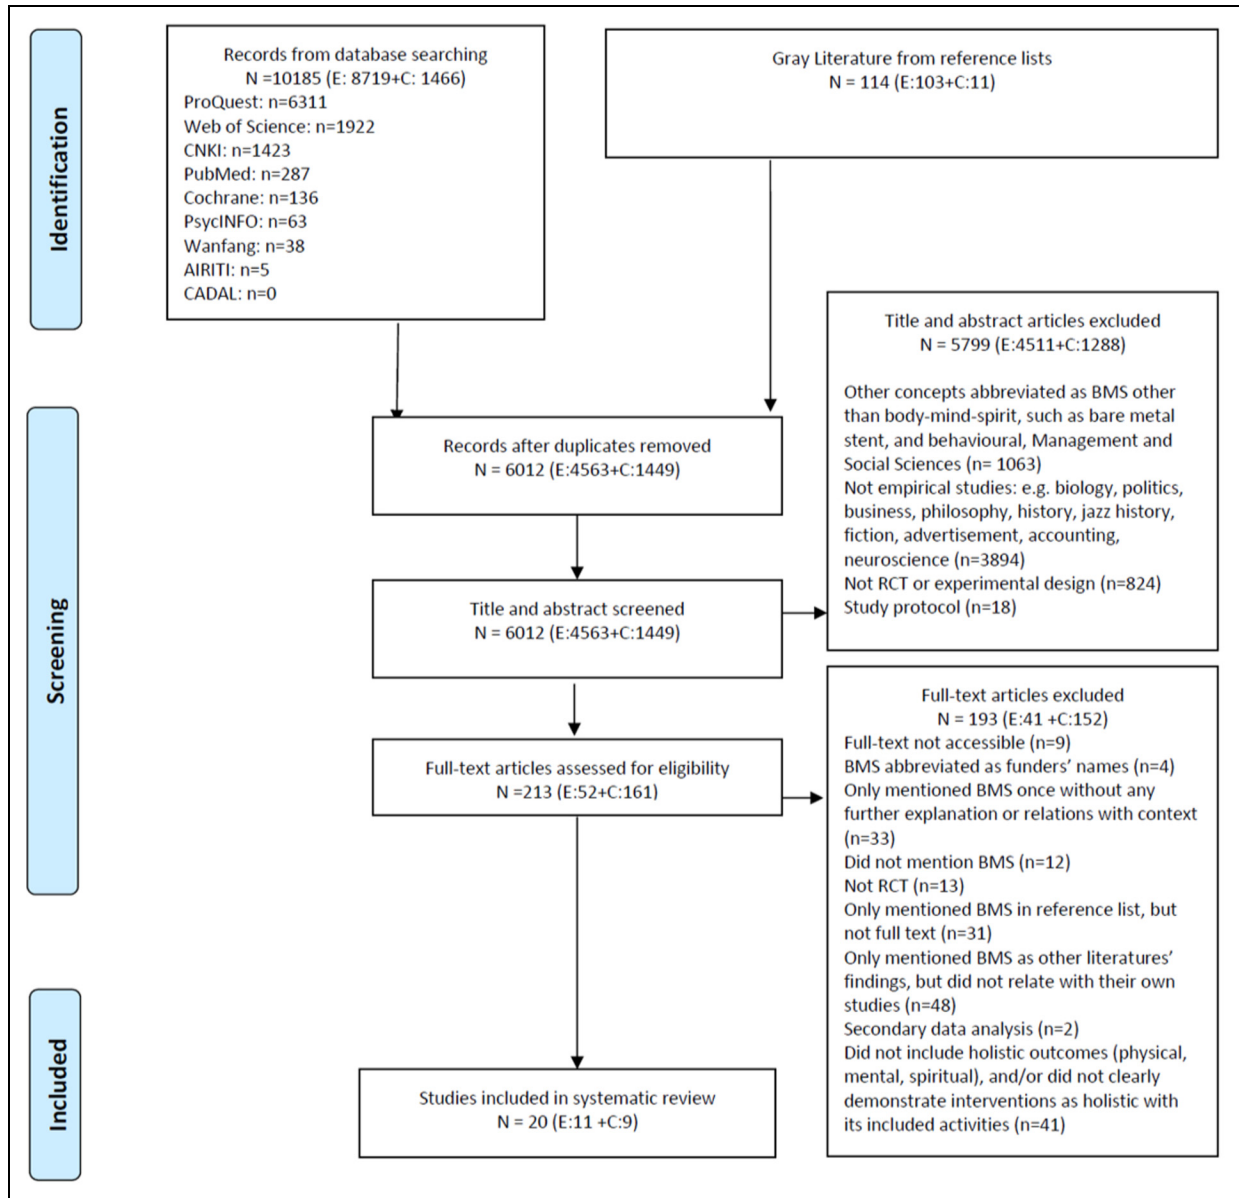 Identification
Records from database searching
N =10185 (E: 8719+C: 1466)
ProQuest: n=6311
Web of Science: n=1922
CNKI: n=1423
PubMed: n=287
Cochrane: n=136
PsycINFO: n=63
Wanfang: n=38
AIRITI: n=5
CADAL: n=0
Gray Literature from reference lists
N = 114 (E:103+C:11)
Title and abstract articles excluded
N = 5799 (E:4511+C:1288)
Other concepts abbreviated as BMS other
than body-mind-spirit, such as bare metal
stent, and behavioural, Management and
Social Sciences (n= 1063)
Not empirical studies: e.g. biology, politics,
business, philosophy, history, jazz history,
fiction, advertisement, accounting,
neuroscience (n=3894)
Not RCT or experimental design (n=824)
Study protocol (n=18)
Screening
Records after duplicates removed
N = 6012 (E:4563+C:1449)
Title and abstract screened
N = 6012 (E:4563+C:1449)
Full-text articles assessed for eligibility
N =213 (E:52+C:161)
Full-text articles excluded
N = 193 (E:41 +C:152)
Full-text not accessible (n=9)
BMS abbreviated as funders’ names (n=4)
Only mentioned BMS once without any
further explanation or relations with context
(n=33)
Did not mention BMS (n=12)
Not RCT (n=13)
Only mentioned BMS in reference list, but
not full text (n=31)
Only mentioned BMS as other literatures’
findings, but did not relate with their own
studies (n=48)
Secondary data analysis (n=2)
Did not include holistic outcomes (physical,
mental, spiritual), and/or did not clearly
demonstrate interventions as holistic with
its included activities (n=41)
Included
Studies included in systematic review
N = 20 (E:11 +C:9)